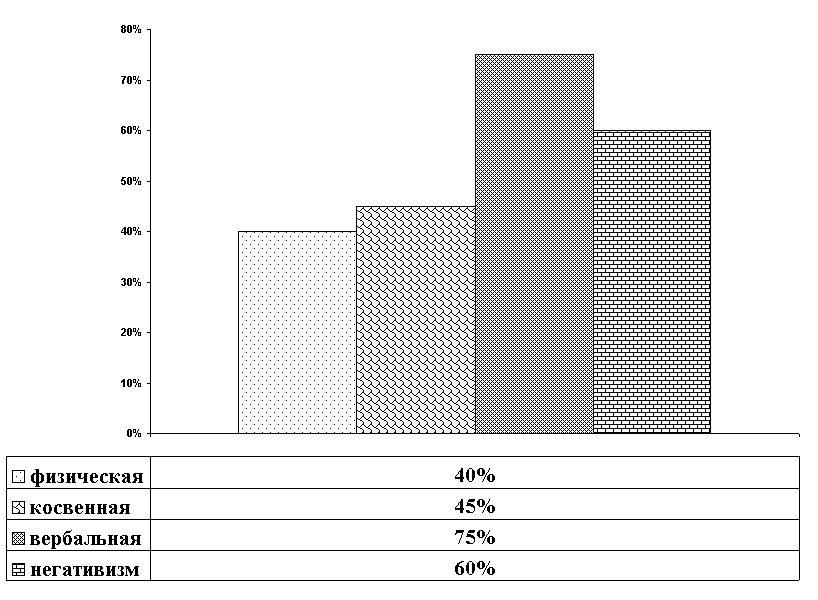 80%
70%
60%
50%
40%
30%
20%
10%
0%
физическая 40%
косвенная 45%
вербальная 75%
негативизм 60%